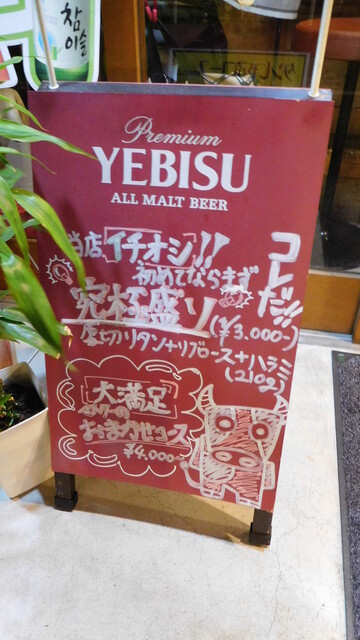 참
이슬
Premium
YEBISU
ALL MALT BEER
当店イチオシ!!
初めてならまず
コレだ!!
究極盛り
(¥3,000-)
厚切りタン+リブロース+ハラミ
(210g)
大満足
おまかせコース
¥4,000-